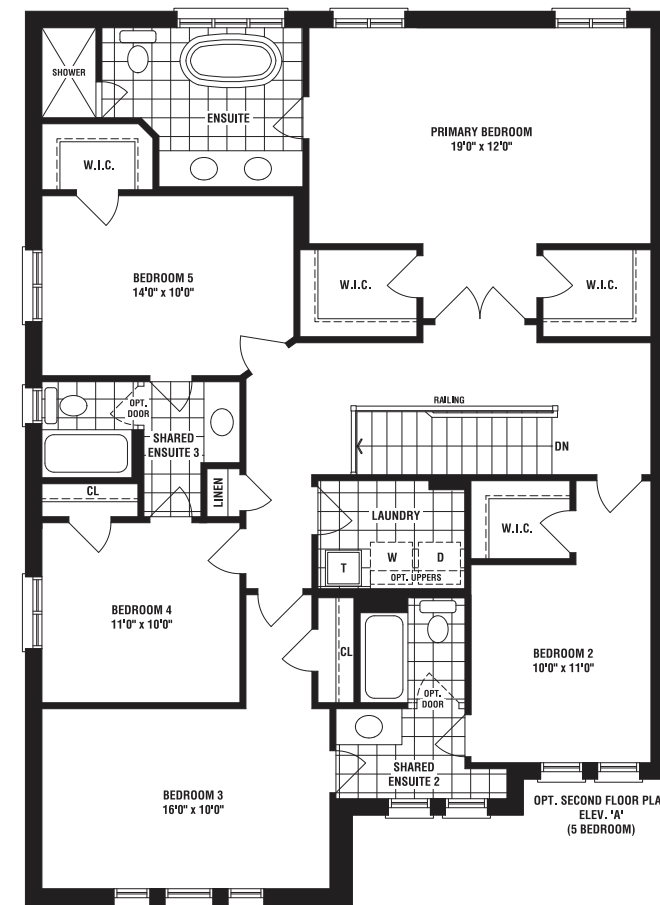 SHOWER
ENSUITE
PRIMARY BEDROOM
19'0" x 12'0"
W.I.C.
BEDROOM 5
14'0" x 10'0"
W.I.C.
W.I.C.
OPT.
DOOR
SHARED
ENSUITE 3
RAILING
DN
CL
LINEN
LAUNDRY
W.I.C.
W
D
T
OPT. UPPERS
BEDROOM 4
11'0" x 10'0"
CL
BEDROOM 2
10'0" x 11'0"
OPT.
DOOR
SHARED
ENSUITE 2
BEDROOM 3
16'0" x 10'0"
OPT. SECOND FLOOR PLA
ELEV. 'A'
(5 BEDROOM)